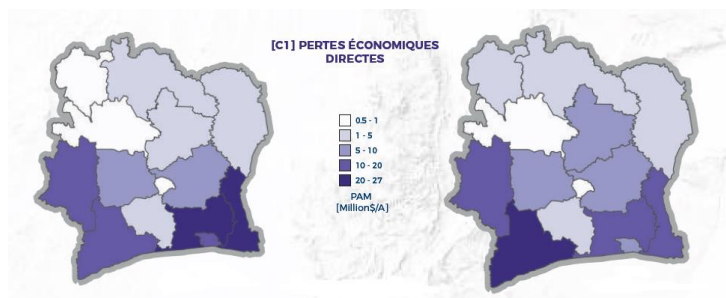 [C1] PERTES ÉCONOMIQUES
DIRECTES
0.5 - 1
1 - 5
5 - 10
10 - 20
20 - 27
PAM
[Million$/A]